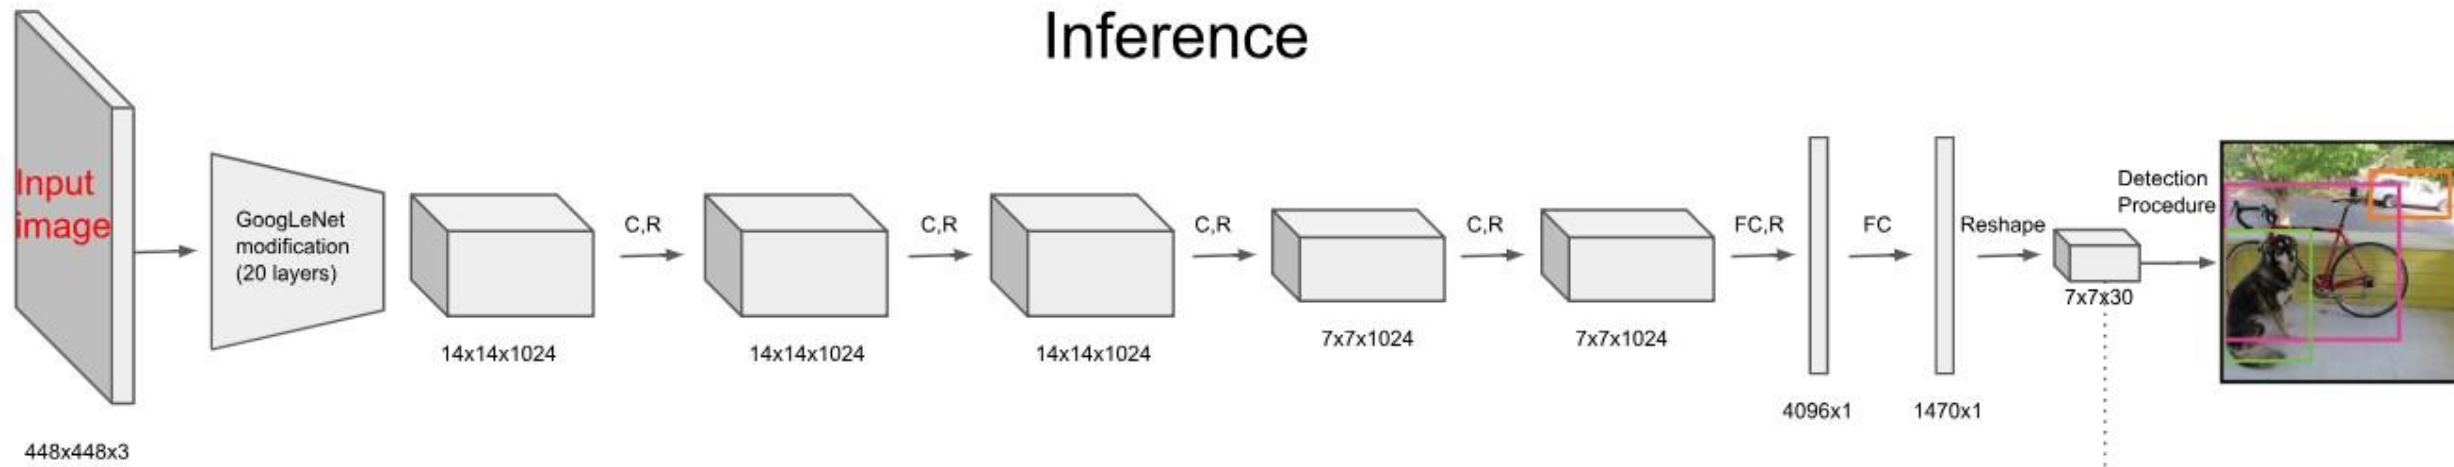 Inference
Input
image
448x448x3
GoogLeNet
modification
(20 layers)
14x14x1024
C,R
14x14x1024
C,R
14x14x1024
C,R
7x7x1024
C,R
7x7x1024
FC,R
4096x1
FC
1470x1
Reshape
7x7x30
Detection
Procedure